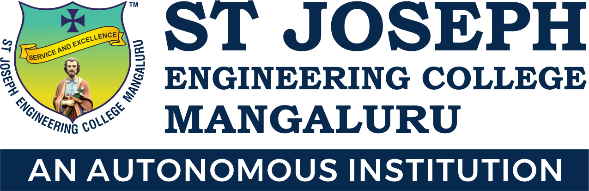 SERVICE AND EXCELLENCE
ST JOSEPH ENGINEERING COLLEGE MANGALURU
TM
ST JOSEPH
ENGINEERING COLLEGE
MANGALURU
AN AUTONOMOUS INSTITUTION